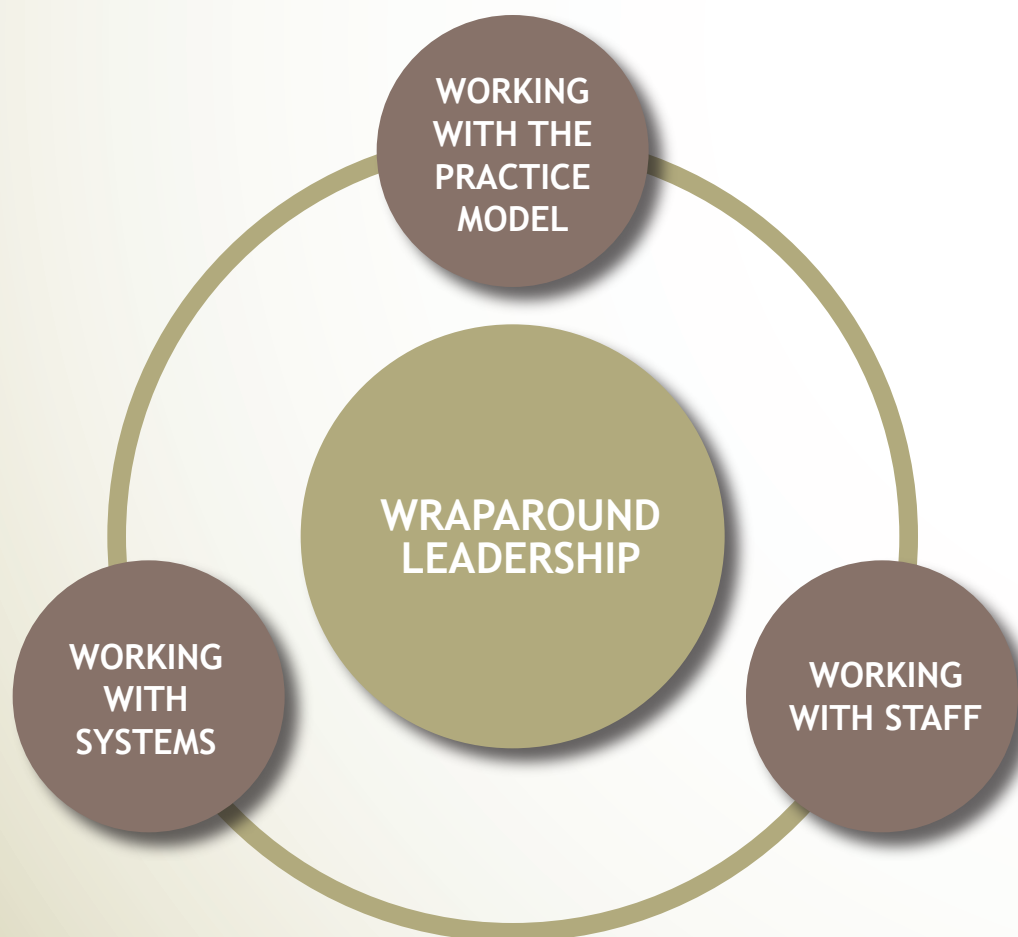 WORKING
WITH THE
PRACTICE
MODEL
WRAPAROUND
LEADERSHIP
WORKING
WITH
SYSTEMS
WORKING
WITH STAFF